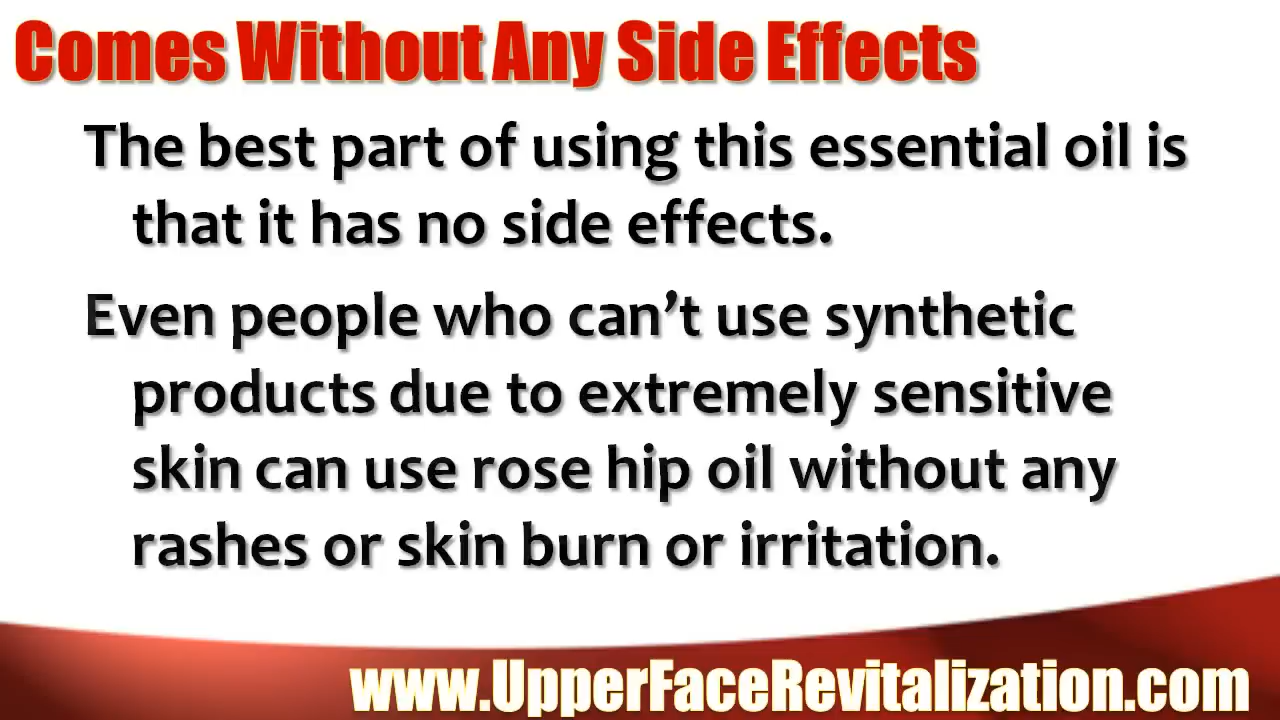 Comes Without Any Side Effects
The best part of using this essential oil is
that it has no side effects.
Even people who can’t use synthetic
products due to extremely sensitive
skin can use rose hip oil without any
rashes or skin burn or irritation.
www.UpperFaceRevitalization.com